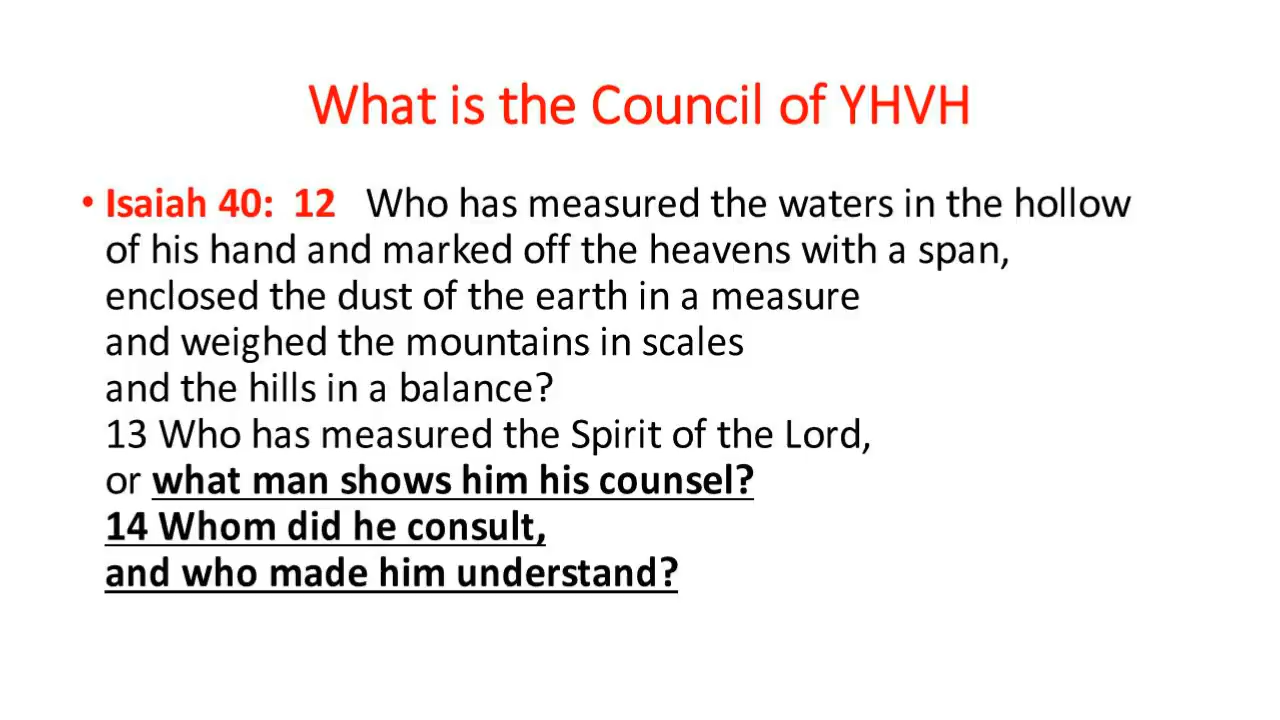 What is the Council of YHVH
• Isaiah 40: 12 Who has measured the waters in the hollow
of his hand and marked off the heavens with a span,
enclosed the dust of the earth in a measure
and weighed the mountains in scales
and the hills in a balance?
13 Who has measured the Spirit of the Lord,
or what man shows him his counsel?
14 Whom did he consult,
and who made him understand?